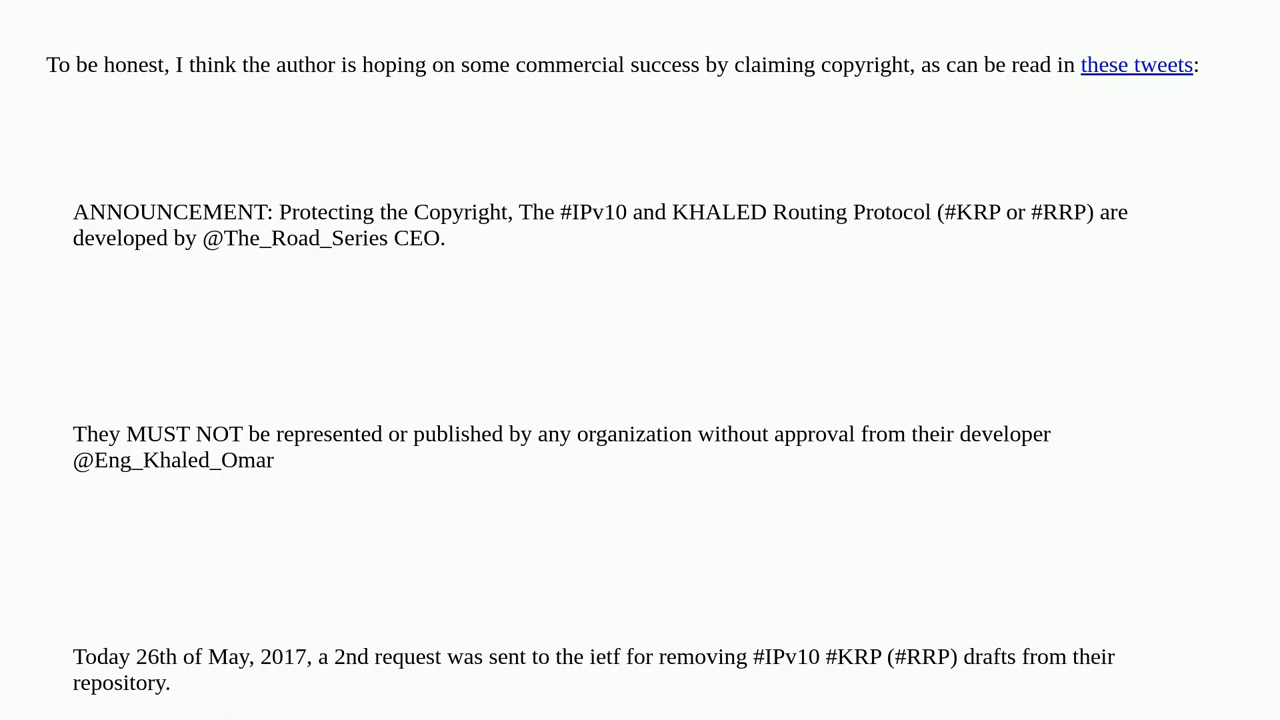 To be honest, I think the author is hoping on some commercial success by claiming copyright, as can be read in these tweets:
ANNOUNCEMENT: Protecting the Copyright, The #IPv10 and KHALED Routing Protocol (#KRP or #RRP) are
developed by @The_Road_Series CEO.
They MUST NOT be represented or published by any organization without approval from their developer
@Eng_Khaled_Omar
Today 26th of May, 2017, a 2nd request was sent to the ietf for removing #IPv10 #KRP (#RRP) drafts from their
repository.